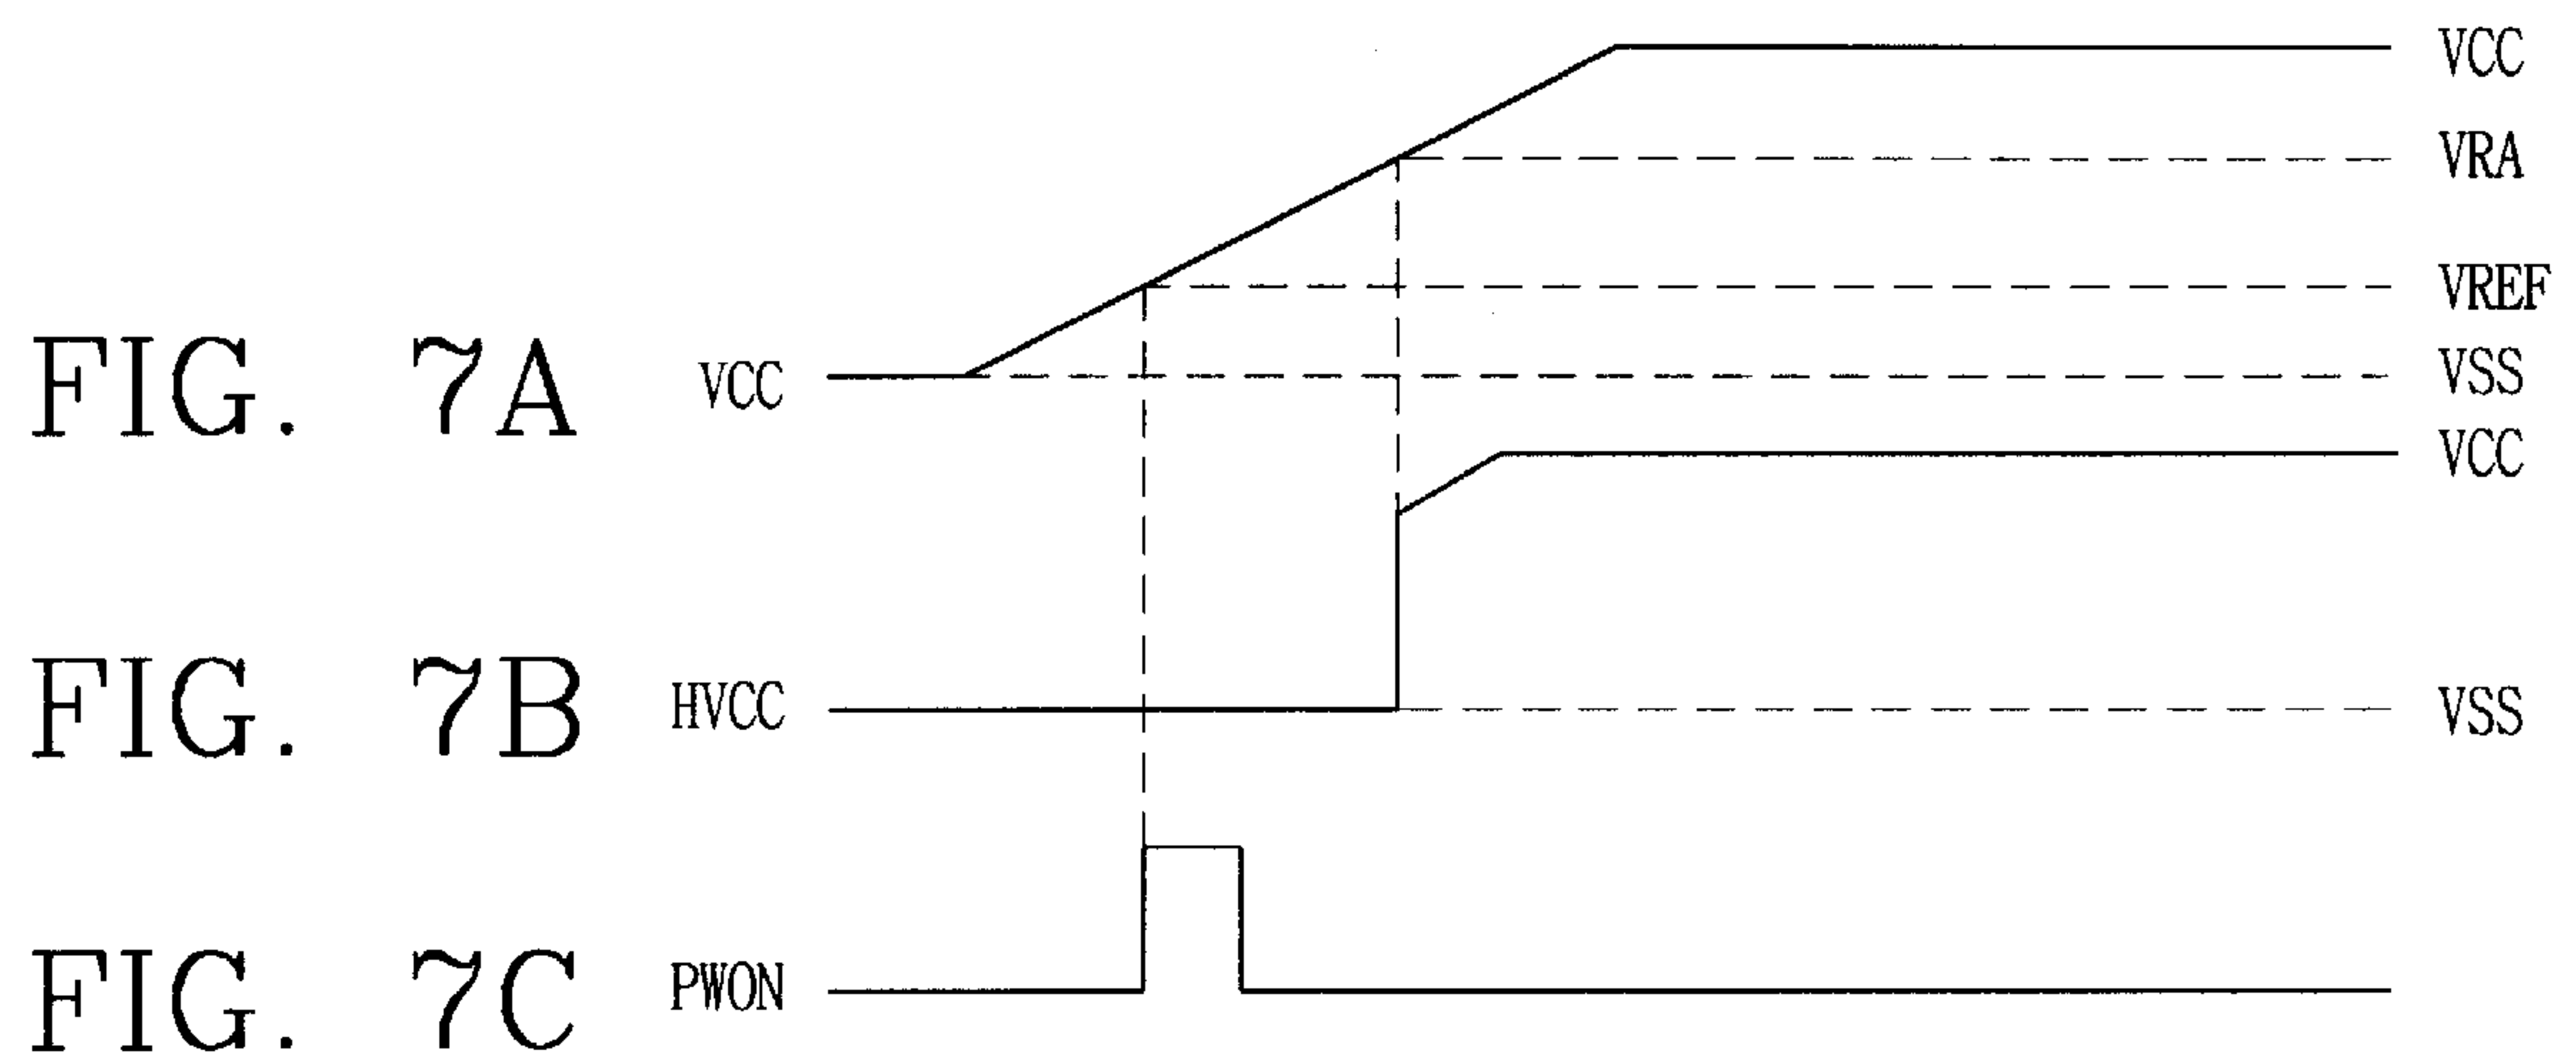 VCC
VRA
VREF
FIG. 7A VCC VSS
VCC
FIG. 7B HVCC VSS
FIG. 7C PWON